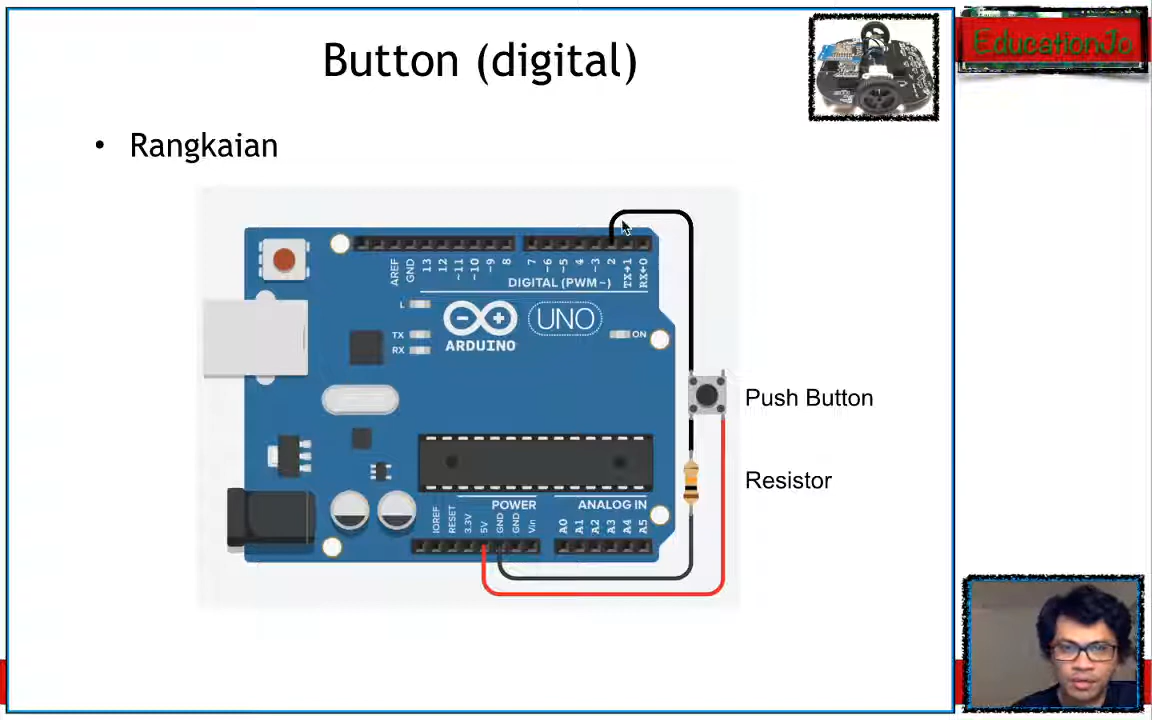 Button (digital)
EducationJo
• Rangkaian
AREF
GND
13
12
~11
~10
~9
8
7
~6
~5
4
~3
2
TX→1
RX←0
DIGITAL (PWM~)
L
TX
RX
UNO
ON
ARDUINO
Push Button
Resistor
POWER
ANALOG IN
IOREF
RESET
3.3V
5V
GND
GND
Vin
A0
A1
A2
A3
A4
A5